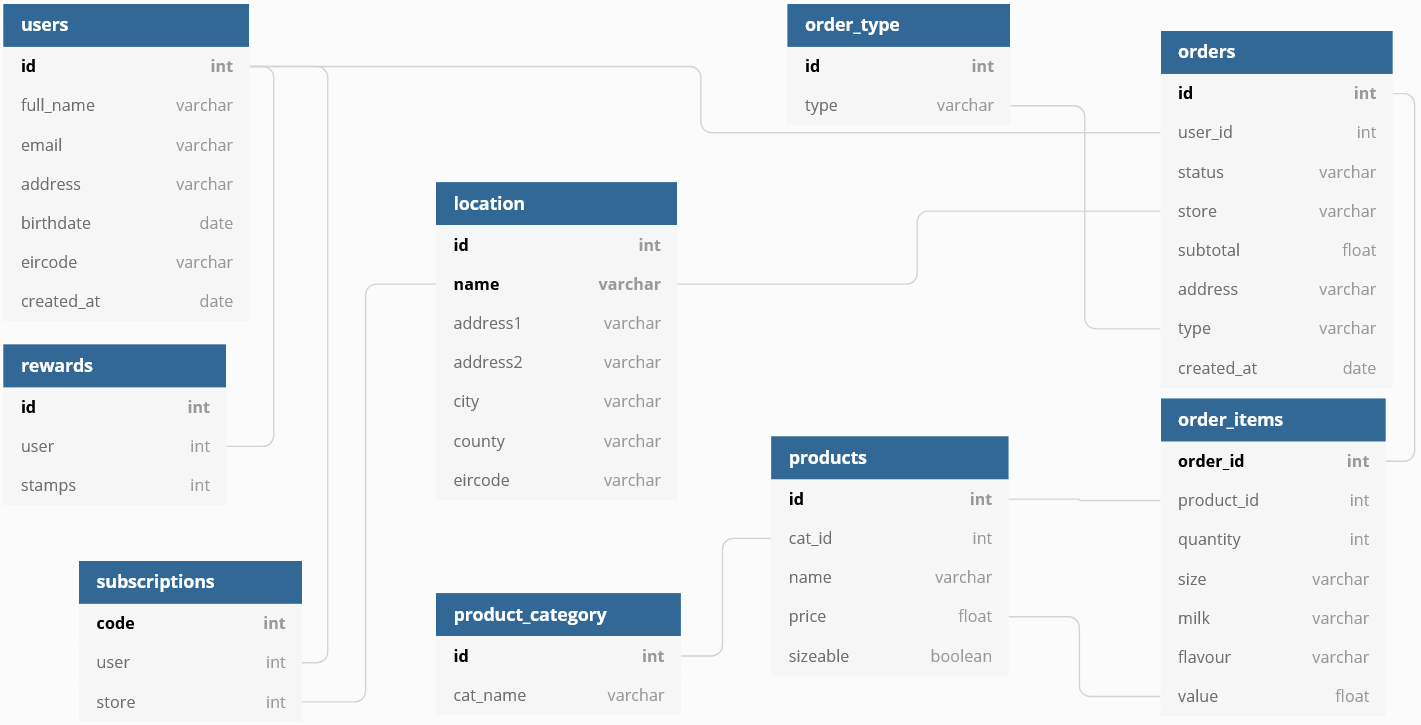 users
id int
full_name varchar
email varchar
address varchar
birthdate date
eircode varchar
created_at date
rewards
id int
user int
stamps int
subscriptions
code int
user int
store int
location
id int
name varchar
address1 varchar
address2 varchar
city varchar
county varchar
eircode varchar
product_category
id int
cat_name varchar
order_type
id int
type varchar
products
id int
cat_id int
name varchar
price float
sizeable boolean
orders
id int
user_id int
status varchar
store varchar
subtotal float
address varchar
type varchar
created_at date
order_items
order_id int
product_id int
quantity int
size varchar
milk varchar
flavour varchar
value float